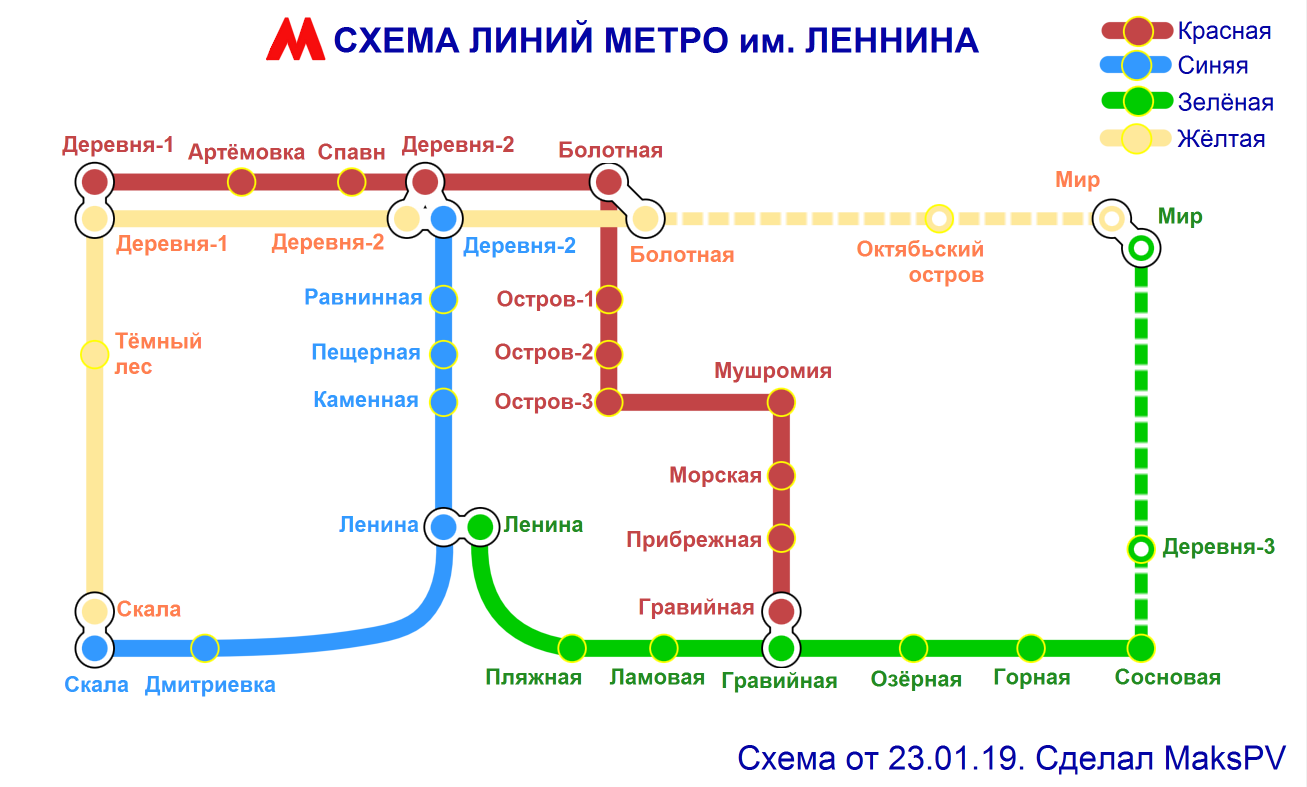 СХЕМА ЛИНИЙ МЕТРО им. ЛЕННИНА
Красная
Синяя
Зелёная
Жёлтая
Деревня-1
Артёмовка
Спавн
Деревня-2
Болотная
Мир
Мир
Деревня-1
Деревня-2
Деревня-2
Болотная
Октябьский
остров
Равнинная
Остров-1
Тёмный
лес
Пещерная
Остров-2
Мушромия
Каменная
Остров-3
Морская
Ленина
Ленина
Прибрежная
Деревня-3
Скала
Гравийная
Скала
Дмитриевка
Пляжная
Ламовая
Гравийная
Озёрная
Горная
Сосновая
Схема от 23.01.19. Сделал MaksPV